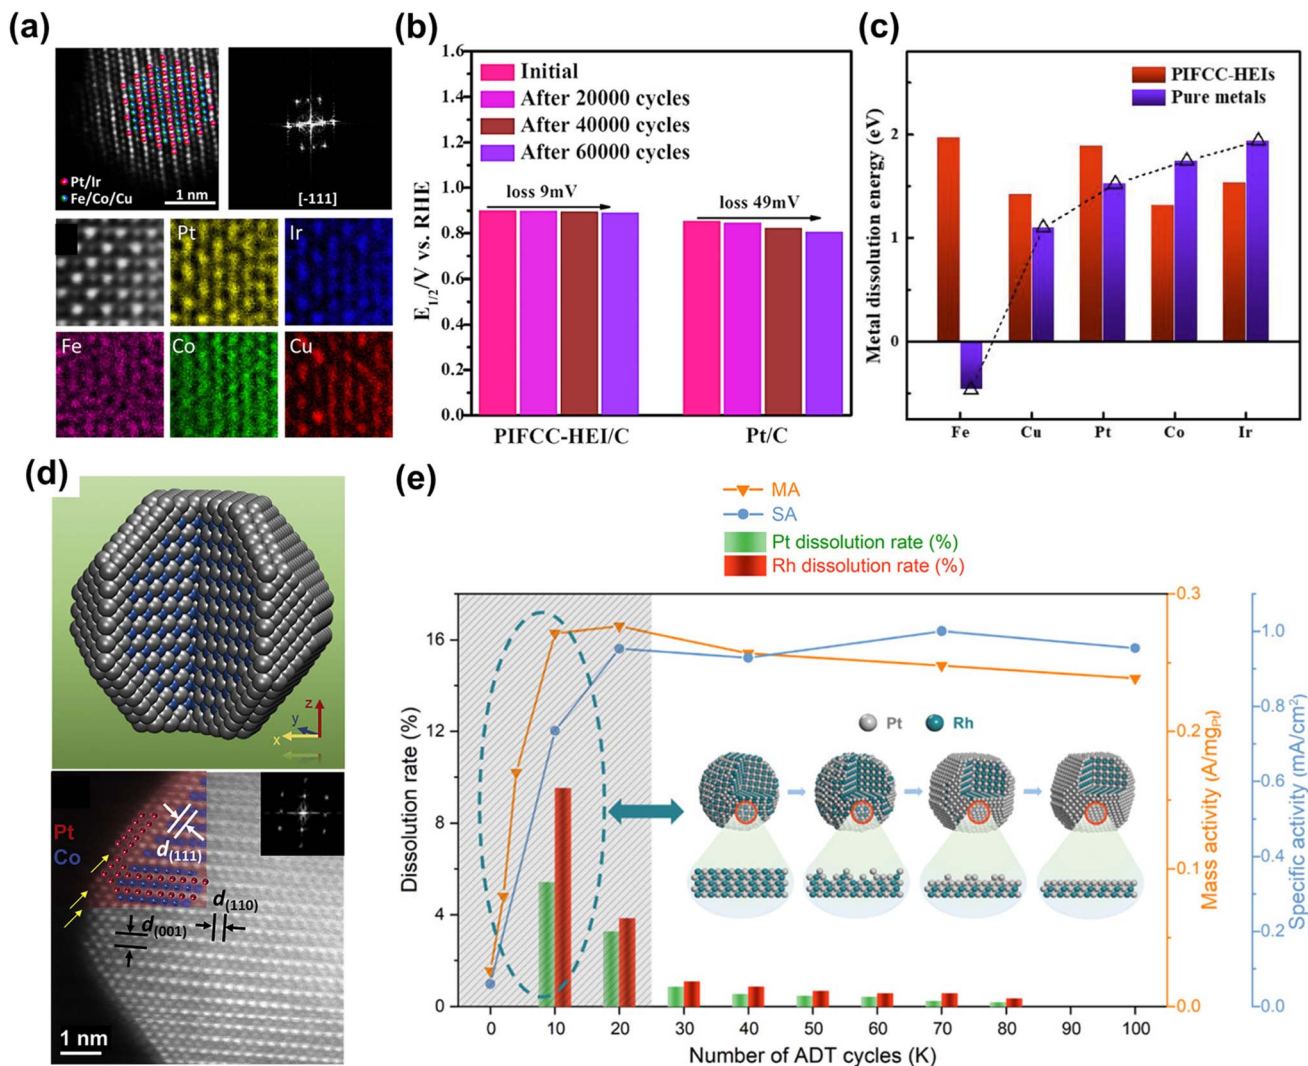 (a)
Pt/Ir
Fe/Co/Cu
1 nm
[-111]
Pt
Ir
Fe
Co
Cu
(b)
E1/2/V vs. RHE
1.6
1.4
1.2
1.0
0.8
0.6
0.4
0.2
0.0
Initial
After 20000 cycles
After 40000 cycles
After 60000 cycles
loss 9mV
loss 49mV
PIFCC-HEI/C
Pt/C
(c)
Metal dissolution energy (eV)
PIFCC-HEIs
Pure metals
2
1
0
Fe
Cu
Pt
Co
Ir
(d)
z
y
x
Pt
Co
d(111)
d(110)
d(001)
1 nm
(e)
MA
SA
Pt dissolution rate (%)
Rh dissolution rate (%)
Dissolution rate (%)
16
12
8
4
0
Pt
Rh
0.3
0.2
0.1
0.0
Mass activity (A/mgPt)
1.0
0.8
0.6
0.4
0.2
0.0
Specific activity (mA/cm²)
0
10
20
30
40
50
60
70
80
90
100
Number of ADT cycles (K)